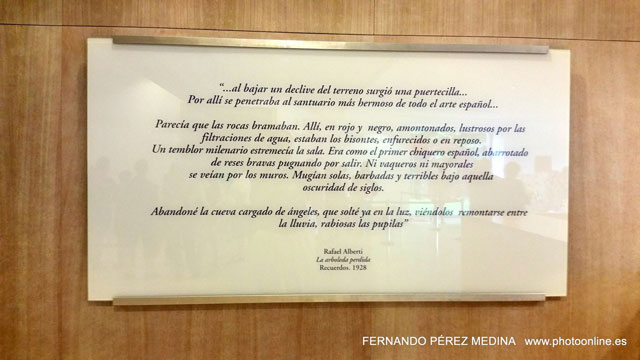 “...al bajar un declive del terreno surgió una puertecilla...
Por allí se penetraba al santuario más hermoso de todo el arte español...
Parecía que las rocas bramaban. Allí, en rojo y negro, amontonados, lustrosos por las
filtraciones de agua, estaban los bisontes, enfurecidos o en reposo.
Un temblor milenario estremecía la sala. Era como el primer chiquero español, abarrotado
de reses bravas pugnando por salir. Ni vaqueros ni mayorales
se veían por los muros. Mugían solas, barbadas y terribles bajo aquella
oscuridad de siglos.
Abandoné la cueva cargado de ángeles, que solté ya en la luz, viéndolos remontarse entre
la lluvia, rabiosas las pupilas”
Rafael Alberti
La arboleda perdida
Recuerdos. 1928
FERNANDO PÉREZ MEDINA www.photoonline.es